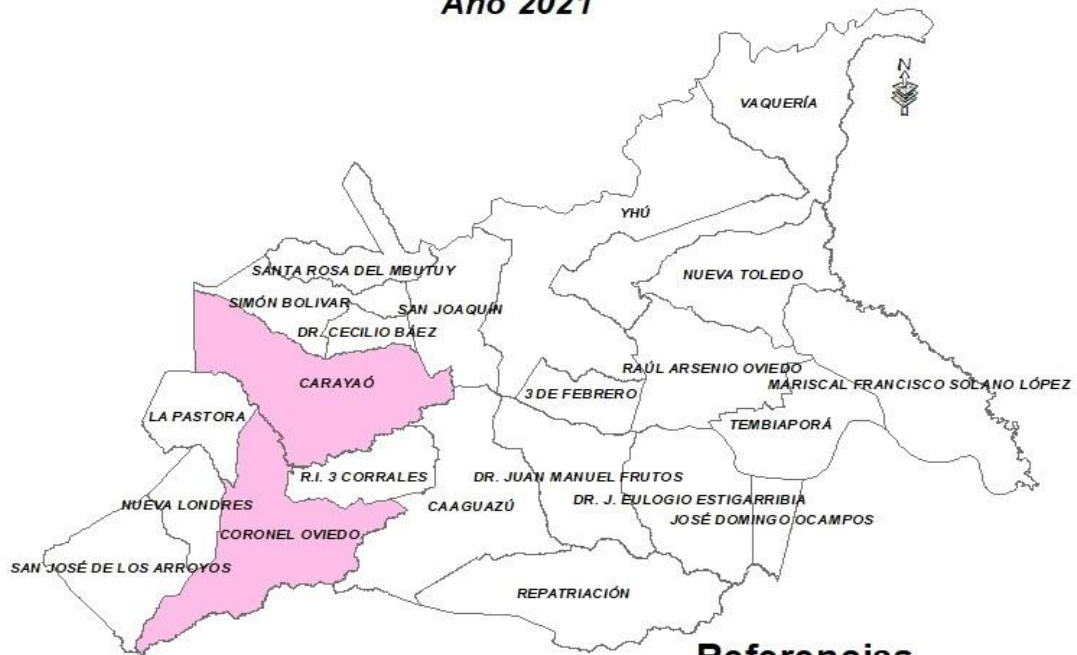 Año 2021
N
VAQUERÍA
YHÚ
SANTA ROSA DEL MBUTUY
NUEVA TOLEDO
SIMÓN BOLIVAR
SAN JOAQUÍN
DR. CECILIO BÁEZ
CARAYAÓ
RAÚL ARSENIO OVIEDO
MARISCAL FRANCISCO SOLANO LÓPEZ
3 DE FEBRERO
LA PASTORA
TEMBIAPORÁ
R.I. 3 CORRALES
DR. JUAN MANUEL FRUTOS
DR. J. EULOGIO ESTIGARRIBIA
NUEVA LONDRES
CAAGUAZÚ
JOSÉ DOMINGO OCAMPOS
CORONEL OVIEDO
SAN JOSÉ DE LOS ARROYOS
REPATRIACIÓN
Referencias